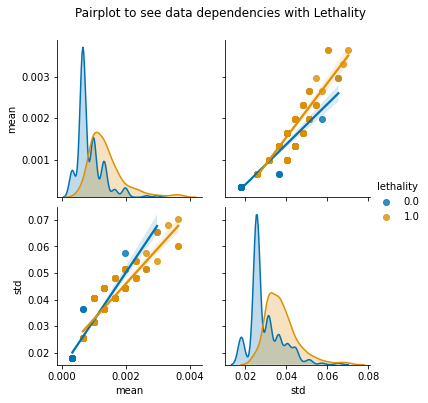 Pairplot to see data dependencies with Lethality
0.003
0.002
0.001
mean
lethality
0.0
1.0
0.07
0.06
0.05
0.04
0.03
0.02
std
0.000 0.002 0.004
mean
0.02 0.04 0.06 0.08
std